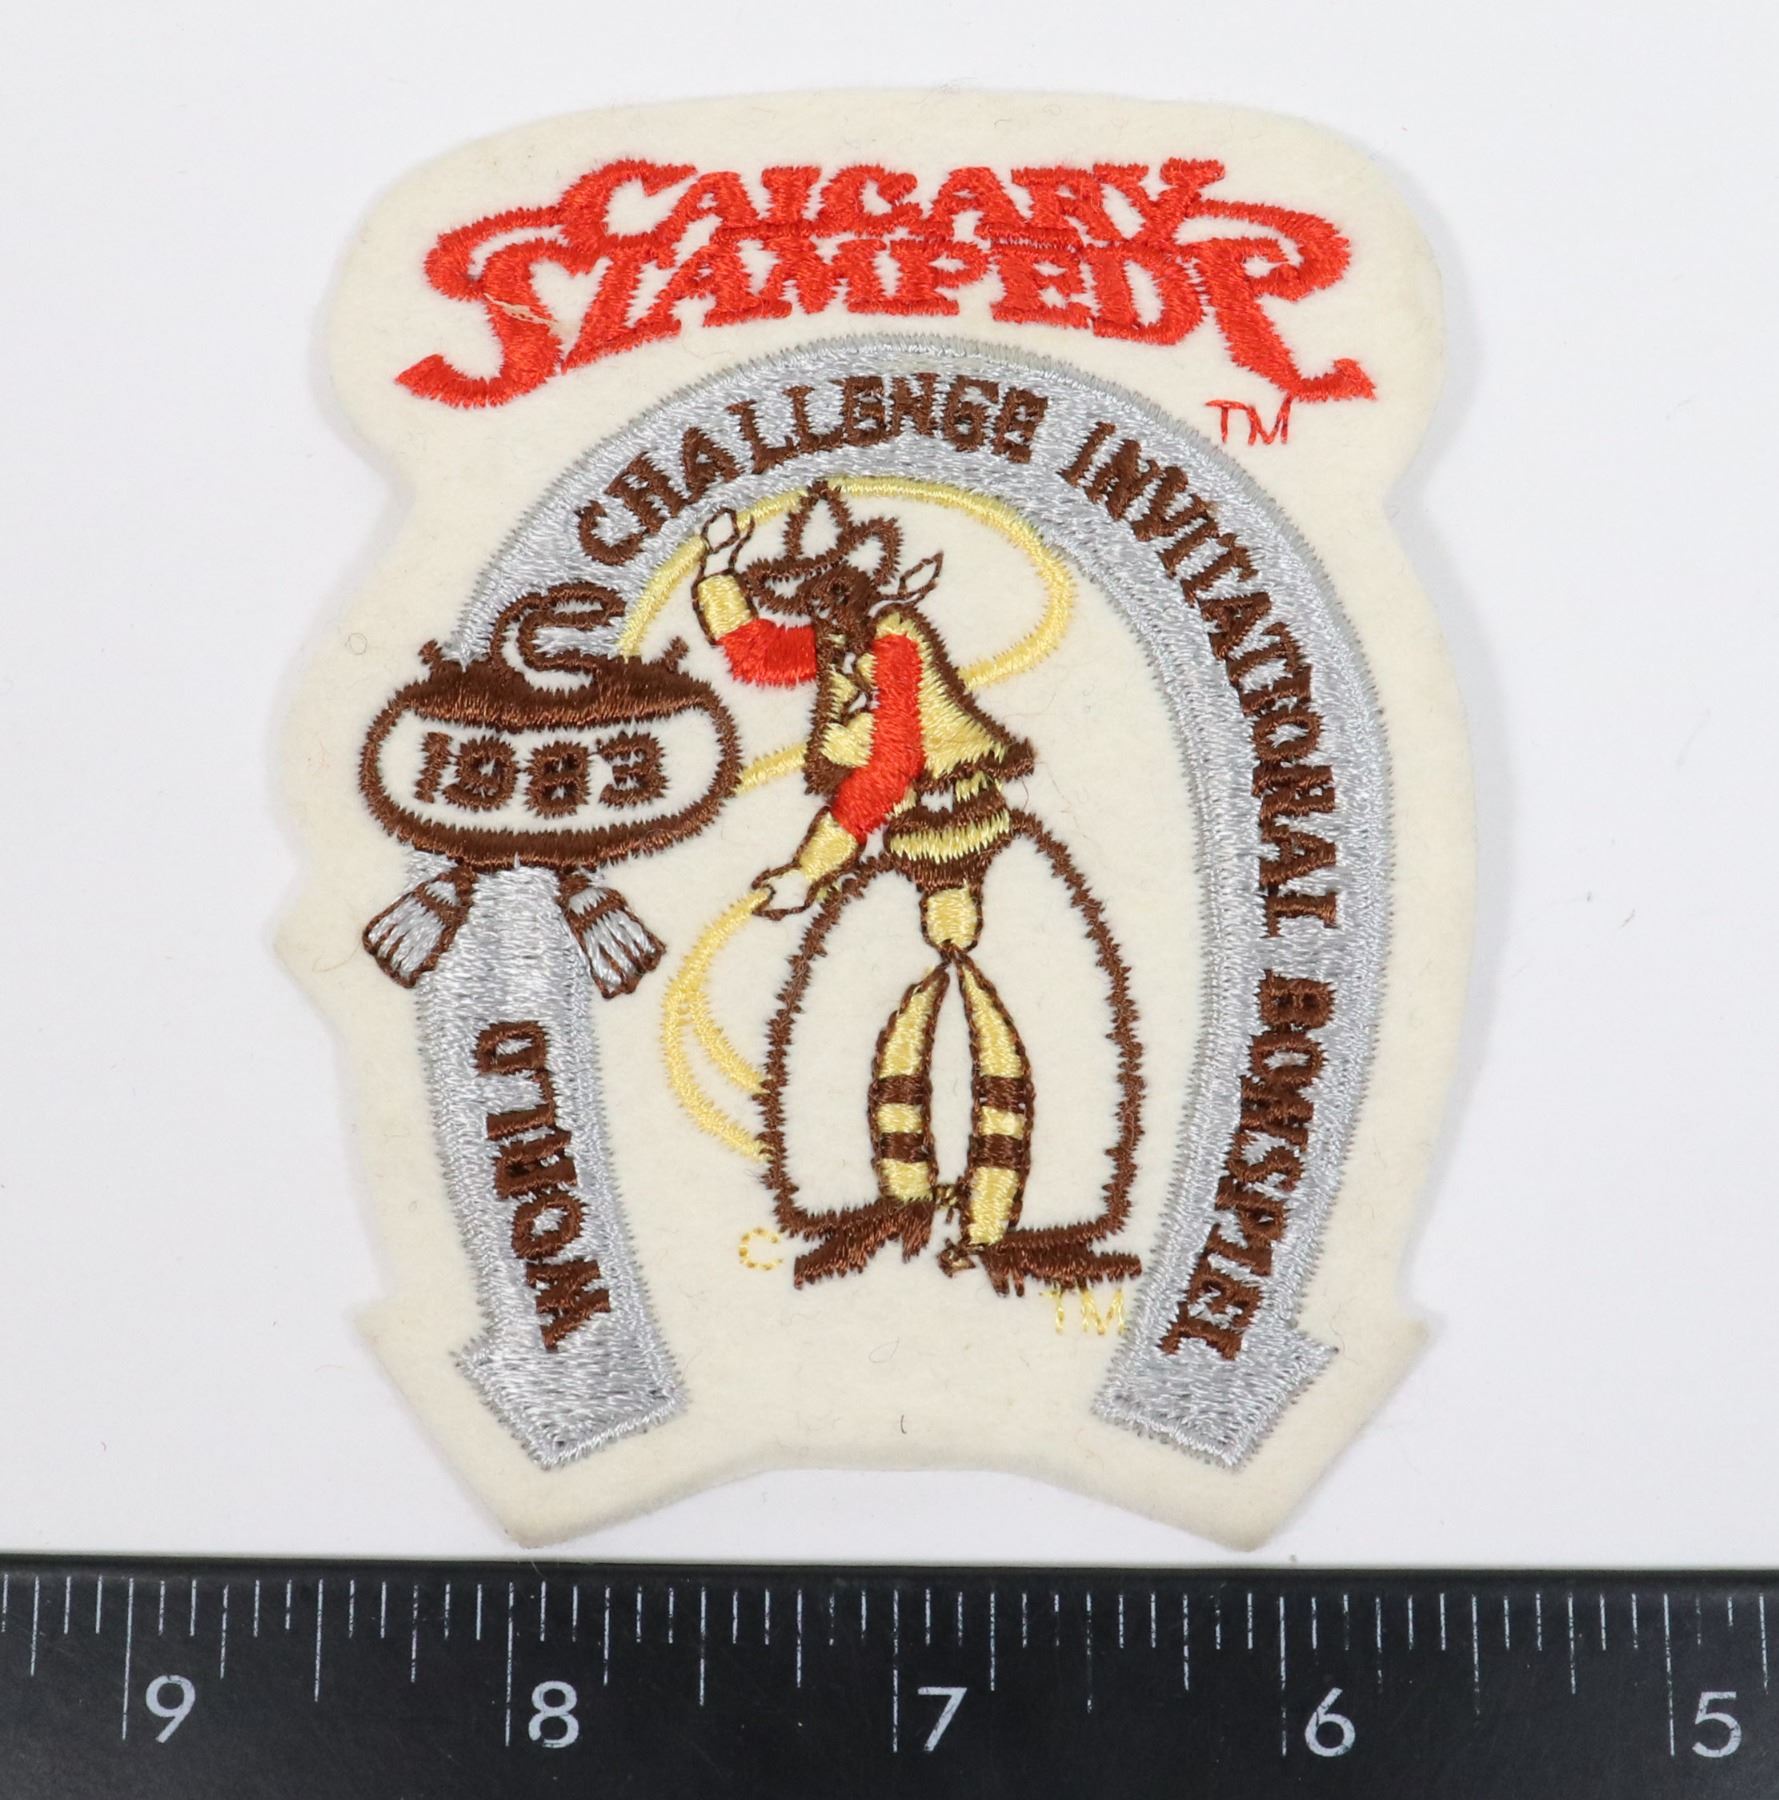 CALGARY
STAMPEDE
TM
WORLD CHALLENGE INVITATIONAL BONSPIEL
1983
C
TM
9 8 7 6 5